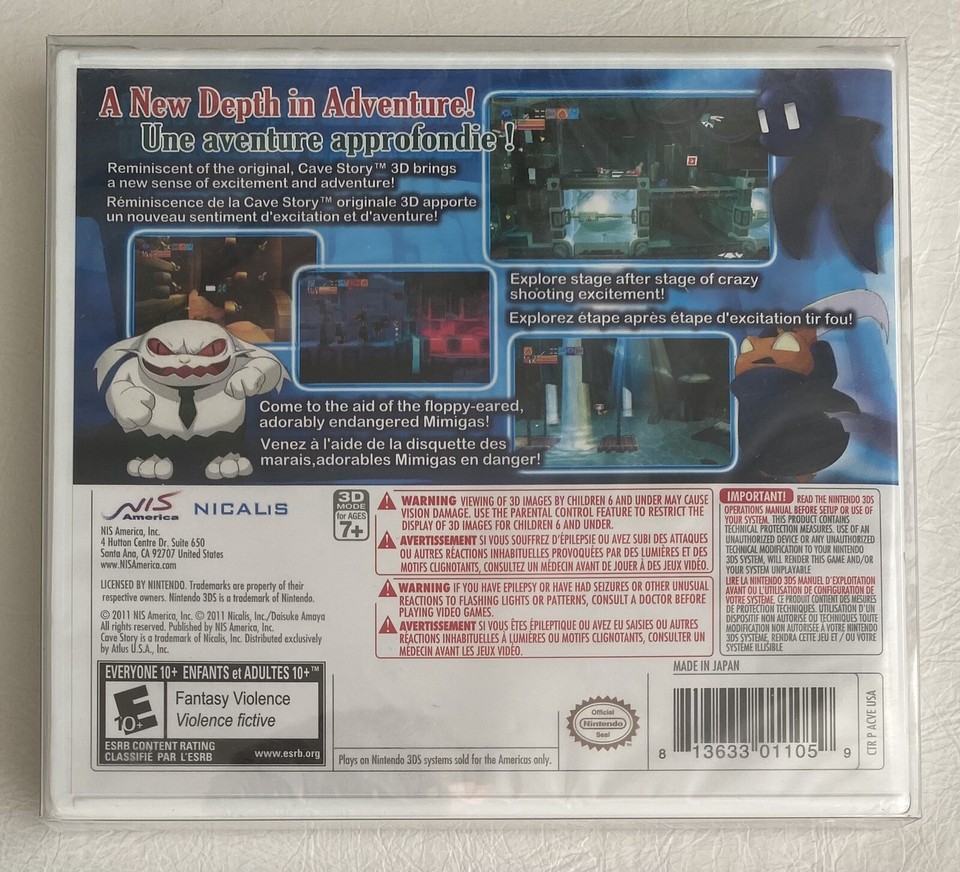 A New Depth in Adventure!
Une aventure approfondie !
Reminiscent of the original, Cave Story™ 3D brings
a new sense of excitement and adventure!
Réminiscence de la Cave Story™ originale 3D apporte
un nouveau sentiment d'excitation et d'aventure!
Explore stage after stage of crazy
shooting excitement!
Explorez étape après étape d'excitation tir fou!
Come to the aid of the floppy-eared,
adorably endangered Mimigas!
Venez à l'aide de la disquette des
marais,adorables Mimigas en danger!
NIS
America
NICALIS
NIS America, Inc.
4 Hutton Centre Dr. Suite 650
Santa Ana, CA 92707 United States
www.NISAmerica.com
LICENSED BY NINTENDO. Trademarks are property of their
respective owners. Nintendo 3DS is a trademark of Nintendo.
© 2011 NIS America, Inc. © 2011 Nicalis, Inc./Daisuke Amaya
All rights reserved. Published by NIS America, Inc.
Cave Story is a trademark of Nicalis, Inc. Distributed exclusively
by Atlus U.S.A., Inc.
3D
MODE
for AGES
7+
WARNING VIEWING OF 3D IMAGES BY CHILDREN 6 AND UNDER MAY CAUSE
VISION DAMAGE. USE THE PARENTAL CONTROL FEATURE TO RESTRICT THE
DISPLAY OF 3D IMAGES FOR CHILDREN 6 AND UNDER.
AVERTISSEMENT SI VOUS SOUFFREZ D'ÉPILEPSIE OU AVEZ SUBI DES ATTAQUES
OU AUTRES RÉACTIONS INHABITUELLES PROVOQUÉES PAR DES LUMIÈRES ET DES
MOTIFS CLIGNOTANTS, CONSULTEZ UN MÉDECIN AVANT DE JOUER À DES JEUX VIDÉO.
WARNING IF YOU HAVE EPILEPSY OR HAVE HAD SEIZURES OR OTHER UNUSUAL
REACTIONS TO FLASHING LIGHTS OR PATTERNS, CONSULT A DOCTOR BEFORE
PLAYING VIDEO GAMES.
AVERTISSEMENT SI VOUS ÊTES ÉPILEPTIQUE OU AVEZ EU SAISIES OU AUTRES
RÉACTIONS INHABITUELLES À LUMIÈRES OU MOTIFS CLIGNOTANTS, CONSULTER UN
MÉDECIN AVANT LES JEUX VIDÉO.
IMPORTANT! READ THE NINTENDO 3DS
OPERATIONS MANUAL BEFORE SETUP OR USE OF
YOUR SYSTEM. THIS PRODUCT CONTAINS
TECHNICAL PROTECTION MEASURES. USE OF AN
UNAUTHORIZED DEVICE OR ANY UNAUTHORIZED
TECHNICAL MODIFICATION TO YOUR NINTENDO
3DS SYSTEM, WILL RENDER THIS GAME AND/OR
YOUR SYSTEM UNPLAYABLE
LIRE LA NINTENDO 3DS MANUEL D'EXPLOITATION
AVANT OU L'UTILISATION DE CONFIGURATION DE
VOTRE SYSTÈME. CE PRODUIT CONTIENT DES MESURES
DE PROTECTION TECHNIQUES. UTILISATION D'UN
DISPOSITIF NON AUTORISÉ OU TECHNIQUES TOUTE
MODIFICATION NON AUTORISÉE À VOTRE NINTENDO
3DS SYSTÈME, RENDRA CETTE JEU ET / OU VOTRE
SYSTÈME ILLISIBLE
EVERYONE 10+ ENFANTS et ADULTES 10+™
E
10+
Fantasy Violence
Violence fictive
ESRB CONTENT RATING
CLASSIFIÉ PAR L'ESRB
www.esrb.org
Plays on Nintendo 3DS systems sold for the Americas only.
Official
Nintendo
Seal
MADE IN JAPAN
8 13633 01105 9
CTR P ACVE USA